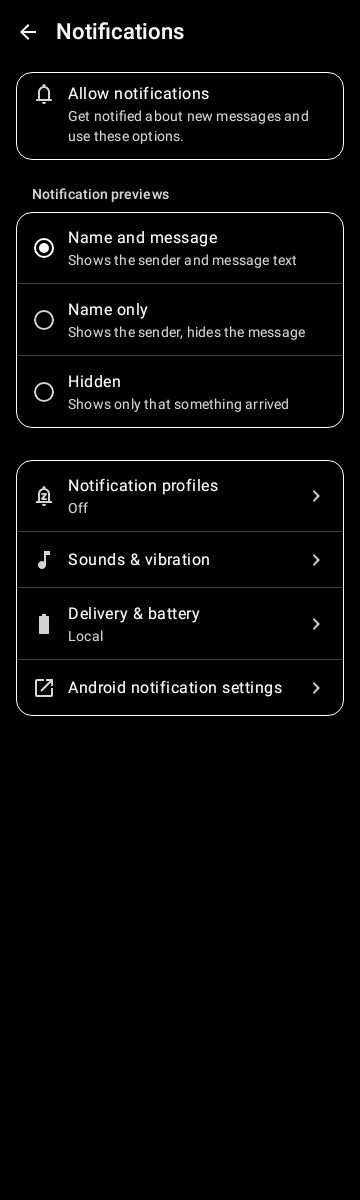 Notifications
Allow notifications
Get notified about new messages and
use these options.
Notification previews
Name and message
Shows the sender and message text
Name only
Shows the sender, hides the message
Hidden
Shows only that something arrived
Notification profiles
Off
Sounds & vibration
Delivery & battery
Local
Android notification settings